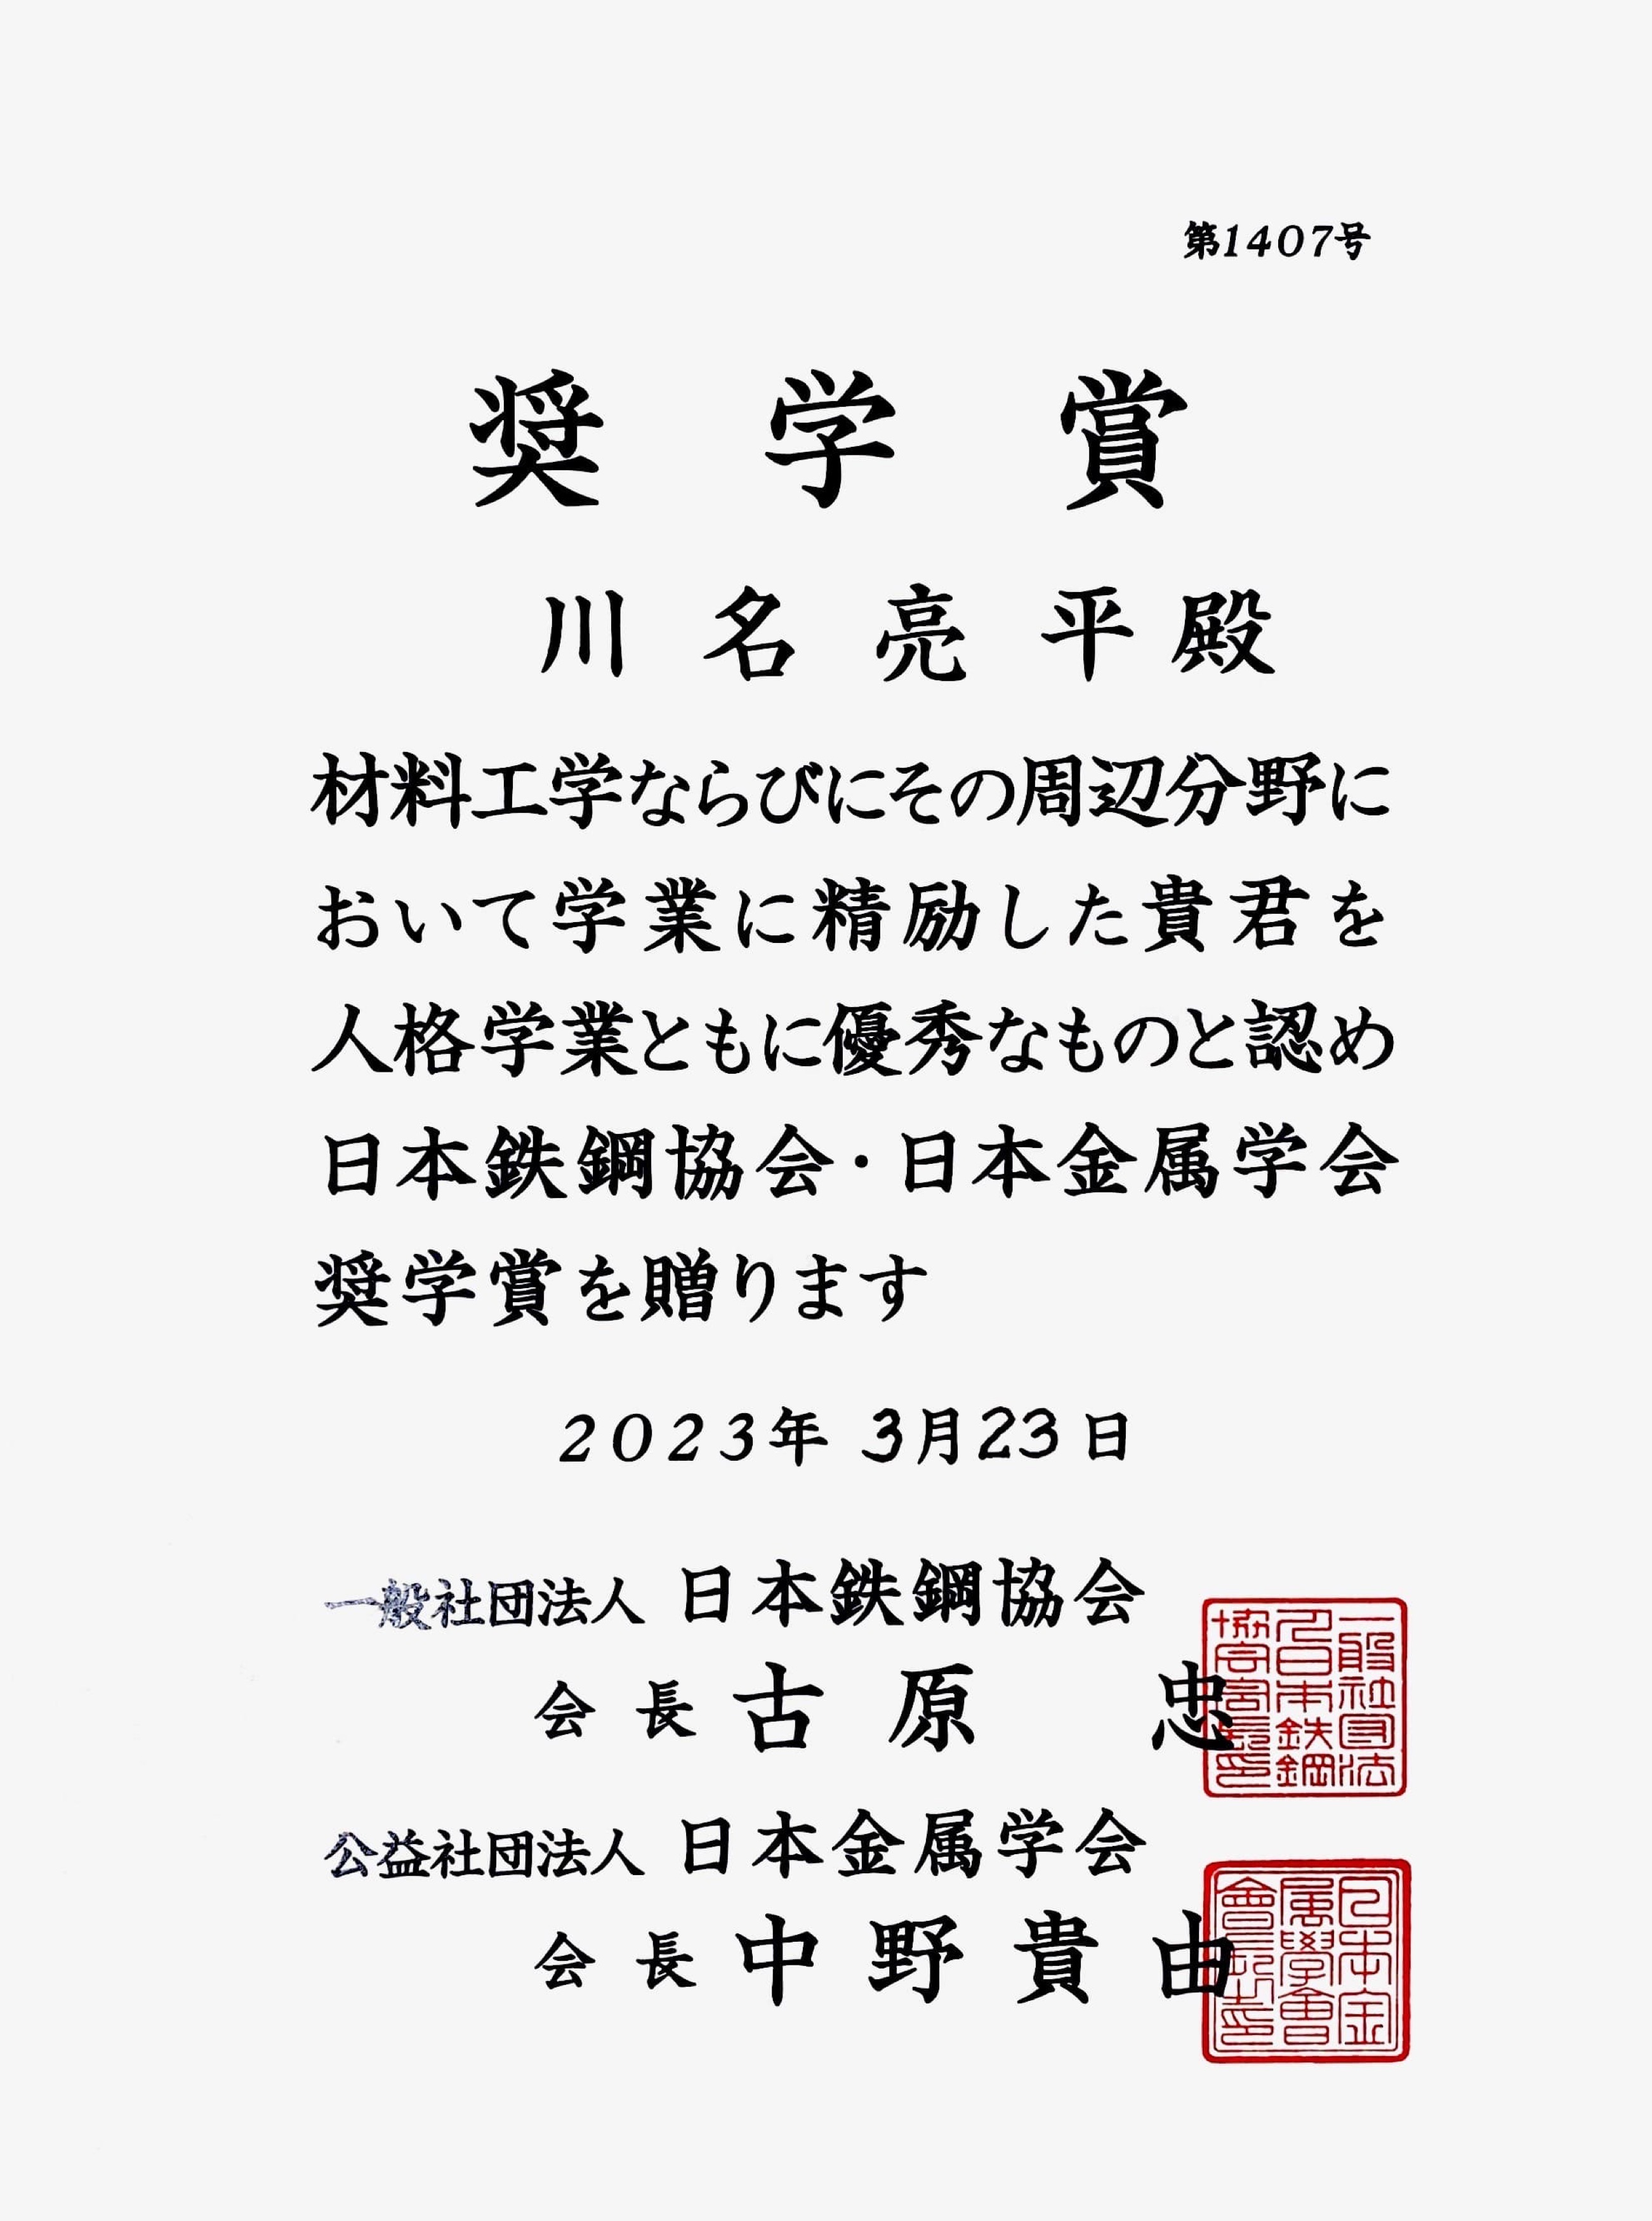 第1407号
奨学賞
川名亮平殿
材料工学ならびにその周辺分野に
おいて学業に精励した貴君を
人格学業ともに優秀なものと認め
日本鉄鋼協会・日本金属学会
奨学賞を贈ります
2023年 3月23日
一般社団法人 日本鉄鋼協会
会長 古原 忠
公益社団法人 日本金属学会
会長 中野貴由